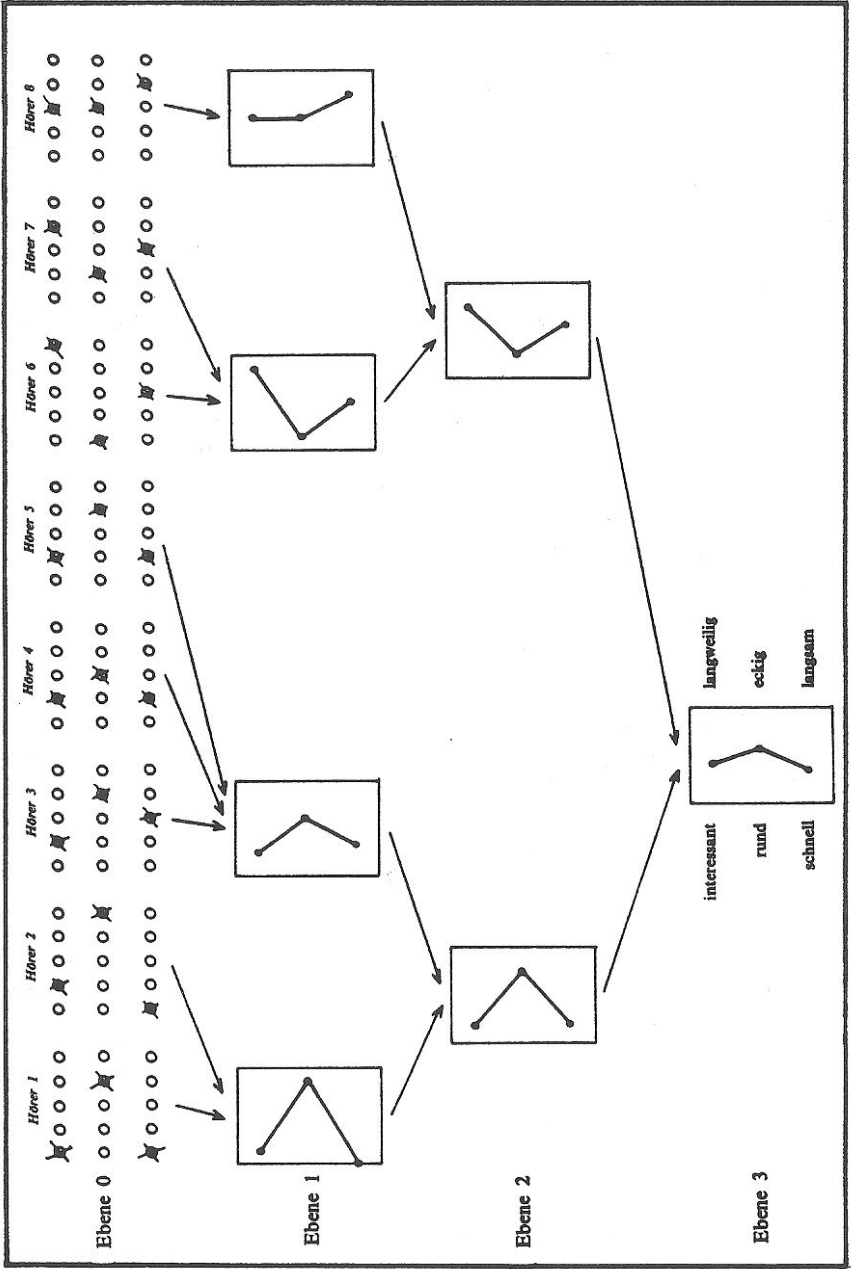 Hörer 1 Hörer 2 Hörer 3 Hörer 4 Hörer 5 Hörer 6 Hörer 7 Hörer 8
Ebene 0
Ebene 1
Ebene 2
interessant langweilig
rund eckig
schnell langsam
Ebene 3